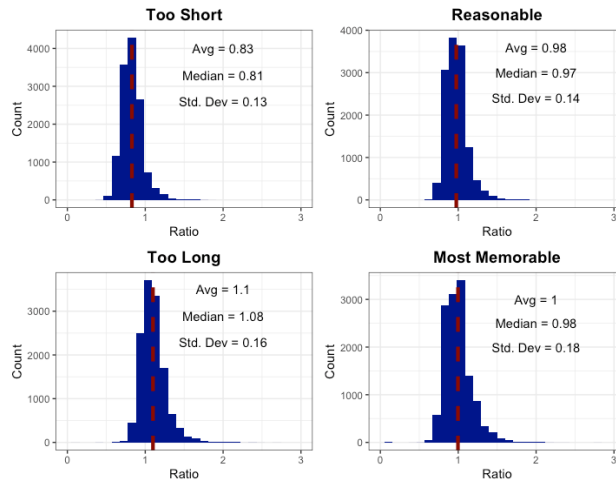 Too Short
Avg = 0.83
Median = 0.81
Std. Dev = 0.13
4000
3000
2000
1000
0
Count
0 1 2 3
Ratio
Reasonable
Avg = 0.98
Median = 0.97
Std. Dev = 0.14
4000
3000
2000
1000
0
Count
0 1 2 3
Ratio
Too Long
Avg = 1.1
Median = 1.08
Std. Dev = 0.16
3000
2000
1000
0
Count
0 1 2 3
Ratio
Most Memorable
Avg = 1
Median = 0.98
Std. Dev = 0.18
3000
2000
1000
0
Count
0 1 2 3
Ratio